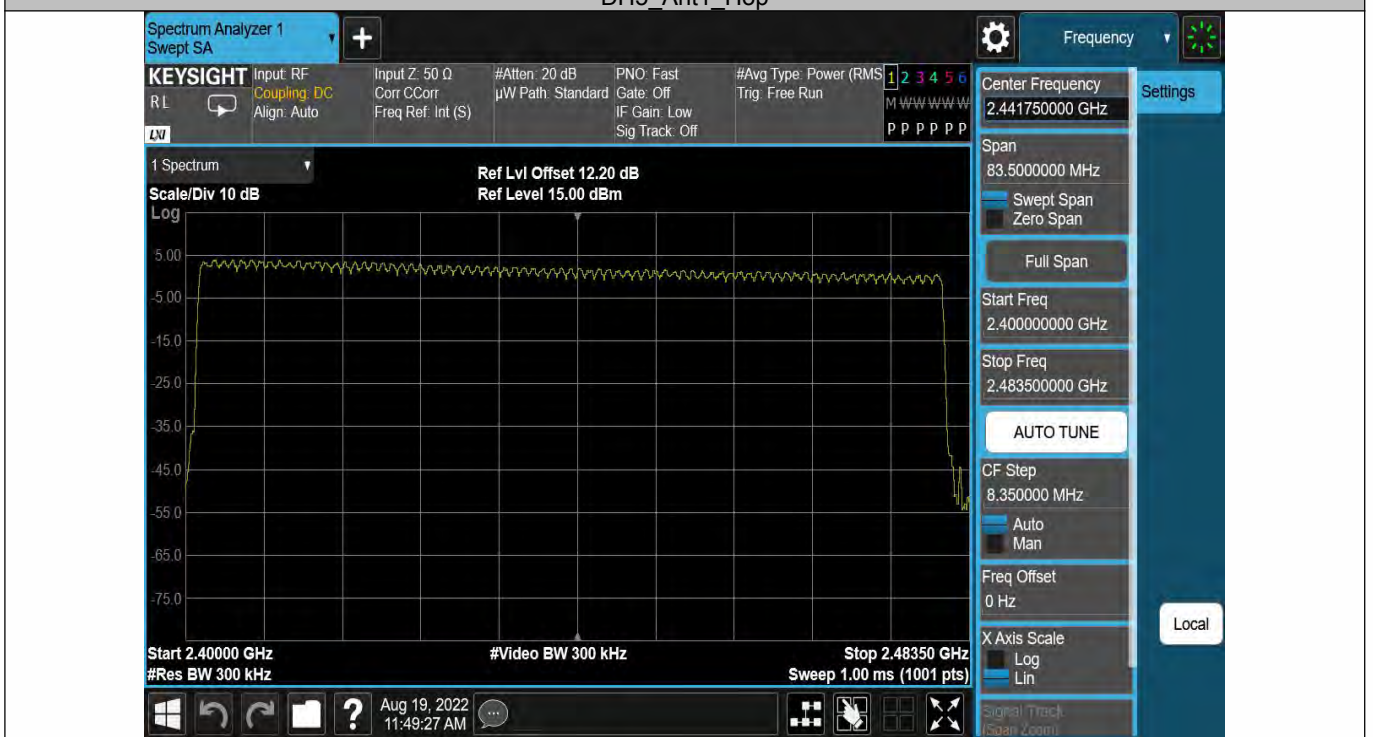 DH5_Ant1_Hop
Spectrum Analyzer 1
Swept SA
Frequency
KEYSIGHT
RL
LXI
Input: RF
Coupling: DC
Align: Auto
Input Z: 50 Ω
Corr CCorr
Freq Ref: Int (S)
#Atten: 20 dB
µW Path: Standard
PNO: Fast
Gate: Off
IF Gain: Low
Sig Track: Off
#Avg Type: Power (RMS
Trig: Free Run
1 2 3 4 5 6
M W W W W W
P P P P P P
1 Spectrum
Scale/Div 10 dB
Log
Ref Lvl Offset 12.20 dB
Ref Level 15.00 dBm
5.00
-5.00
-15.0
-25.0
-35.0
-45.0
-55.0
-65.0
-75.0
Start 2.40000 GHz
#Res BW 300 kHz
#Video BW 300 kHz
Stop 2.48350 GHz
Sweep 1.00 ms (1001 pts)
Center Frequency
2.441750000 GHz
Settings
Span
83.5000000 MHz
Swept Span
Zero Span
Full Span
Start Freq
2.400000000 GHz
Stop Freq
2.483500000 GHz
AUTO TUNE
CF Step
8.350000 MHz
Auto
Man
Freq Offset
0 Hz
X Axis Scale
Log
Lin
Local
Signal Track
(Span Zoom)
?
Aug 19, 2022
11:49:27 AM